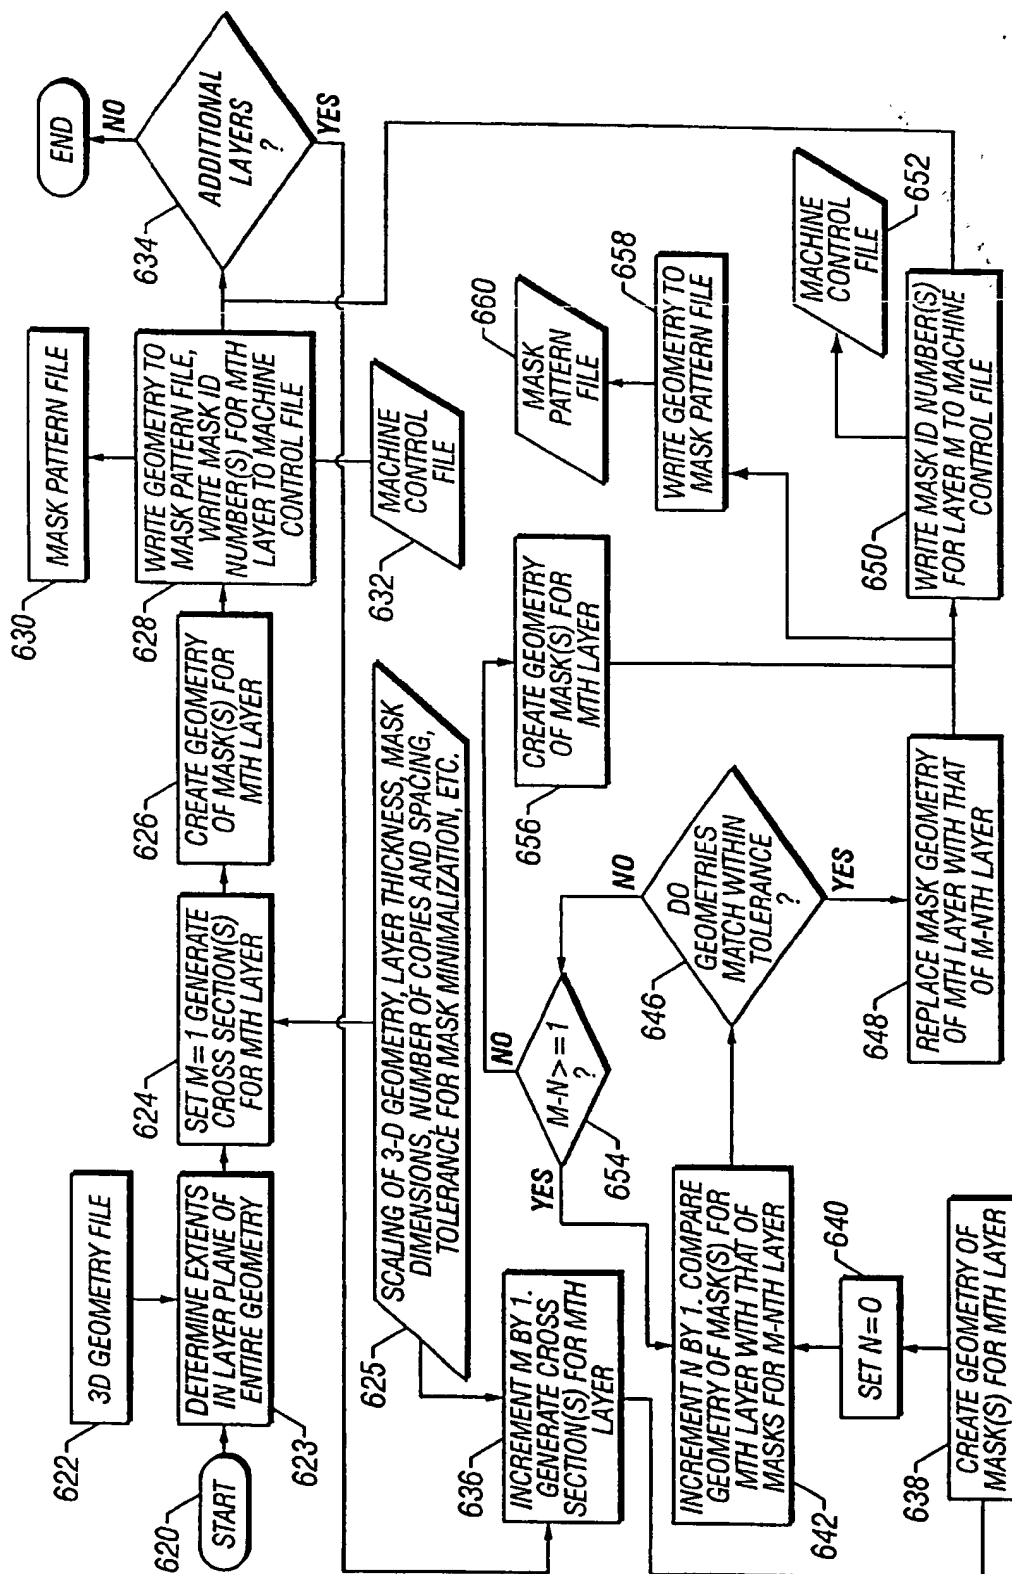 620
START
622
3D GEOMETRY FILE
623
DETERMINE EXTENTS
IN LAYER PLANE OF
ENTIRE GEOMETRY
624
SET M=1 GENERATE
CROSS SECTION(S)
FOR MTH LAYER
626
CREATE GEOMETRY
OF MASK(S) FOR
MTH LAYER
628
WRITE GEOMETRY TO
MASK PATTERN FILE,
WRITE MASK ID
NUMBER(S) FOR MTH
LAYER TO MACHINE
CONTROL FILE
630
MASK PATTERN FILE
632
MACHINE
CONTROL
FILE
634
ADDITIONAL
LAYERS
?
NO
END
YES
625
SCALING OF 3-D GEOMETRY, LAYER THICKNESS, MASK
DIMENSIONS, NUMBER OF COPIES AND SPACING,
TOLERANCE FOR MASK MINIMALIZATION, ETC.
636
INCREMENT M BY 1.
GENERATE CROSS
SECTION(S) FOR MTH
LAYER
638
CREATE GEOMETRY OF
MASK(S) FOR MTH LAYER
640
SET N=0
642
INCREMENT N BY 1. COMPARE
GEOMETRY OF MASK(S) FOR
MTH LAYER WITH THAT OF
MASKS FOR M-NTH LAYER
646
DO
GEOMETRIES
MATCH WITHIN
TOLERANCE
?
NO
YES
654
M-N>=1
?
YES
NO
656
CREATE GEOMETRY
OF MASK(S) FOR
MTH LAYER
648
REPLACE MASK GEOMETRY
OF MTH LAYER WITH THAT
OF M-NTH LAYER
658
WRITE GEOMETRY TO
MASK PATTERN FILE
660
MASK
PATTERN
FILE
650
WRITE MASK ID NUMBER(S)
FOR LAYER M TO MACHINE
CONTROL FILE
652
MACHINE
CONTROL
FILE